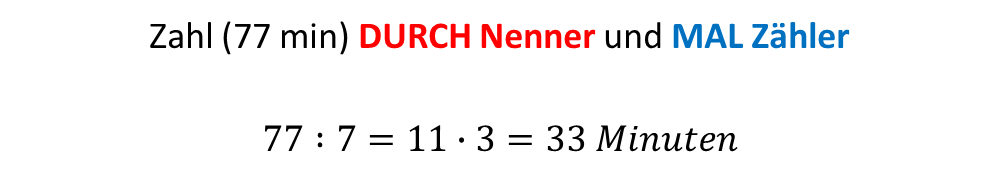 Zahl (77 min) DURCH Nenner und MAL Zähler
77 : 7 = 11 · 3 = 33 Minuten